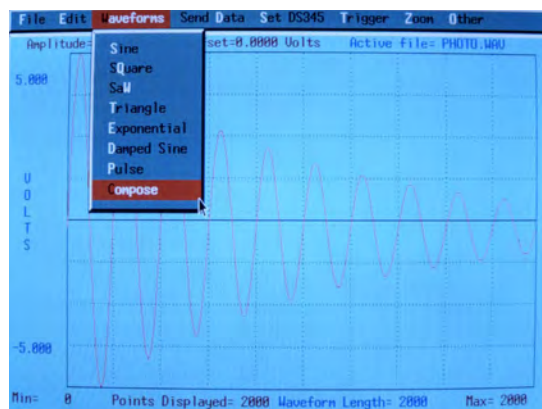 File Edit Waveforms Send Data Set DS345 Trigger Zoom Other
Amplitude= set=0.0000 Volts Active file= PHOTO.WAV
Sine
SQuare
SaW
Triangle
Exponential
Damped Sine
Pulse
Compose
5.000
VOLTS
-5.000
Min= 0 Points Displayed= 2000 Waveform Length= 2000 Max= 2000